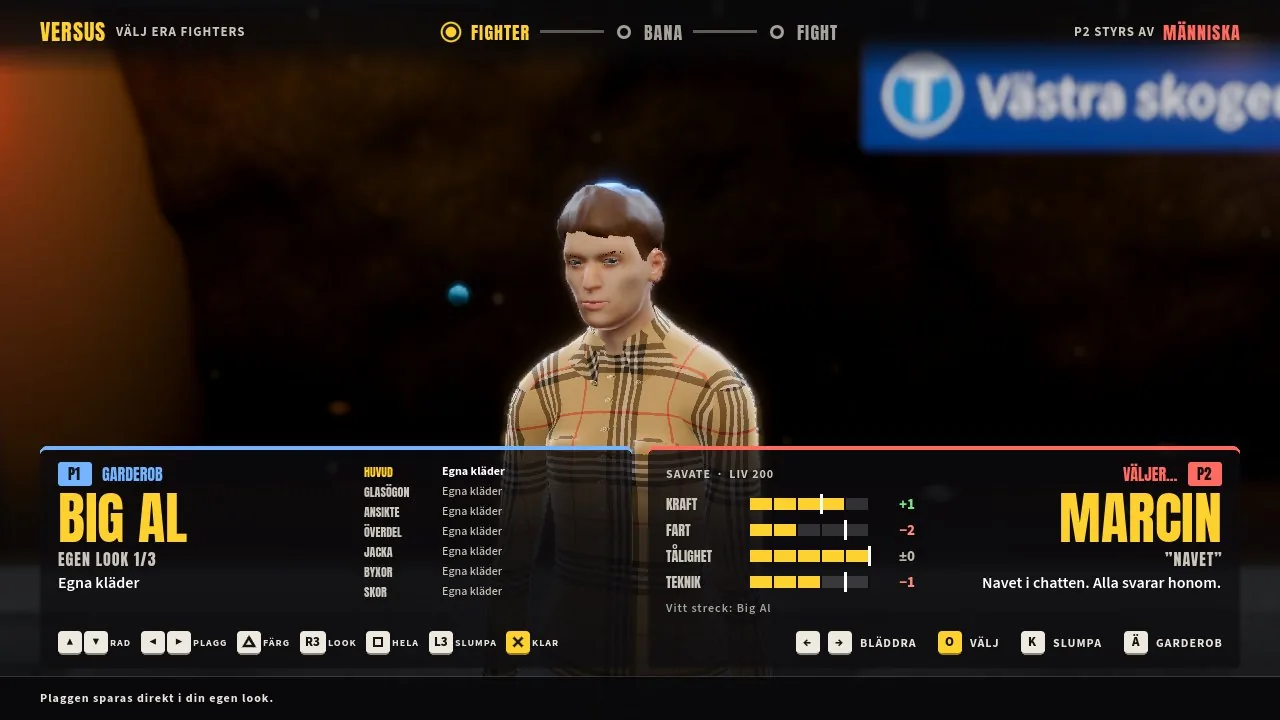 VERSUS VÄLJ ERA FIGHTERS
FIGHTER BANA FIGHT
P2 STYRS AV MÄNNISKA
T Västra skogen
P1 GARDEROB
BIG AL
EGEN LOOK 1/3
Egna kläder
HUVUD Egna kläder
GLASÖGON Egna kläder
ANSIKTE Egna kläder
ÖVERDEL Egna kläder
JACKA Egna kläder
BYXOR Egna kläder
SKOR Egna kläder
RAD PLAGG FÄRG R3 LOOK HELA L3 SLUMPA KLAR
SAVATE · LIV 200
KRAFT +1
FART −2
TÅLIGHET ±0
TEKNIK −1
Vitt streck: Big Al
VÄLJER... P2
MARCIN
”NAVET”
Navet i chatten. Alla svarar honom.
← → BLÄDDRA O VÄLJ K SLUMPA Ä GARDEROB
Plaggen sparas direkt i din egen look.